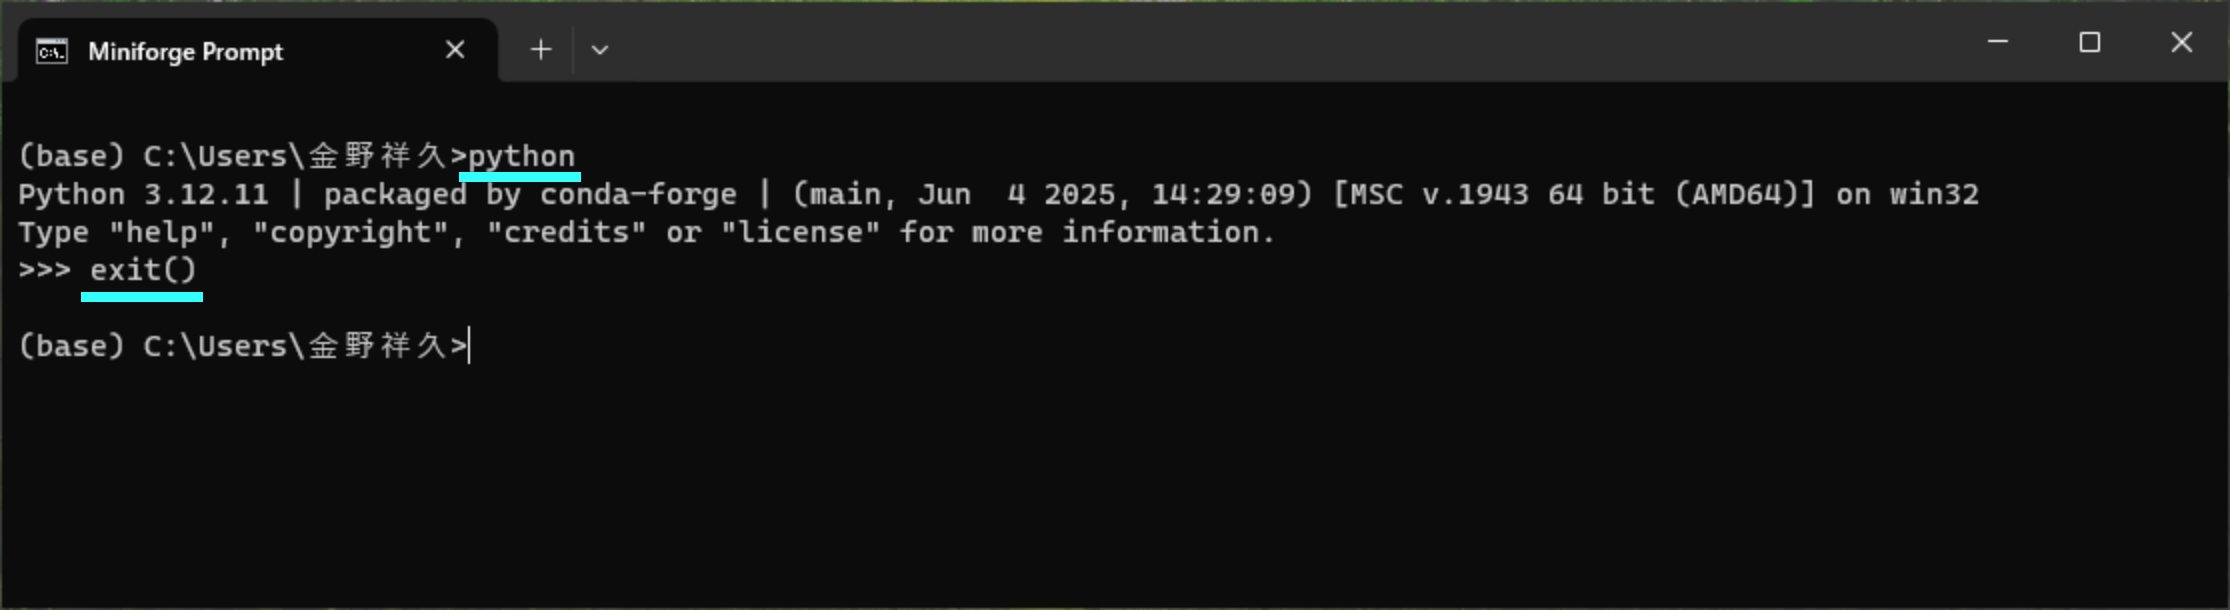 Miniforge Prompt
(base) C:\Users\金野祥久>python
Python 3.12.11 | packaged by conda-forge | (main, Jun  4 2025, 14:29:09) [MSC v.1943 64 bit (AMD64)] on win32
Type "help", "copyright", "credits" or "license" for more information.
>>> exit()
(base) C:\Users\金野祥久>